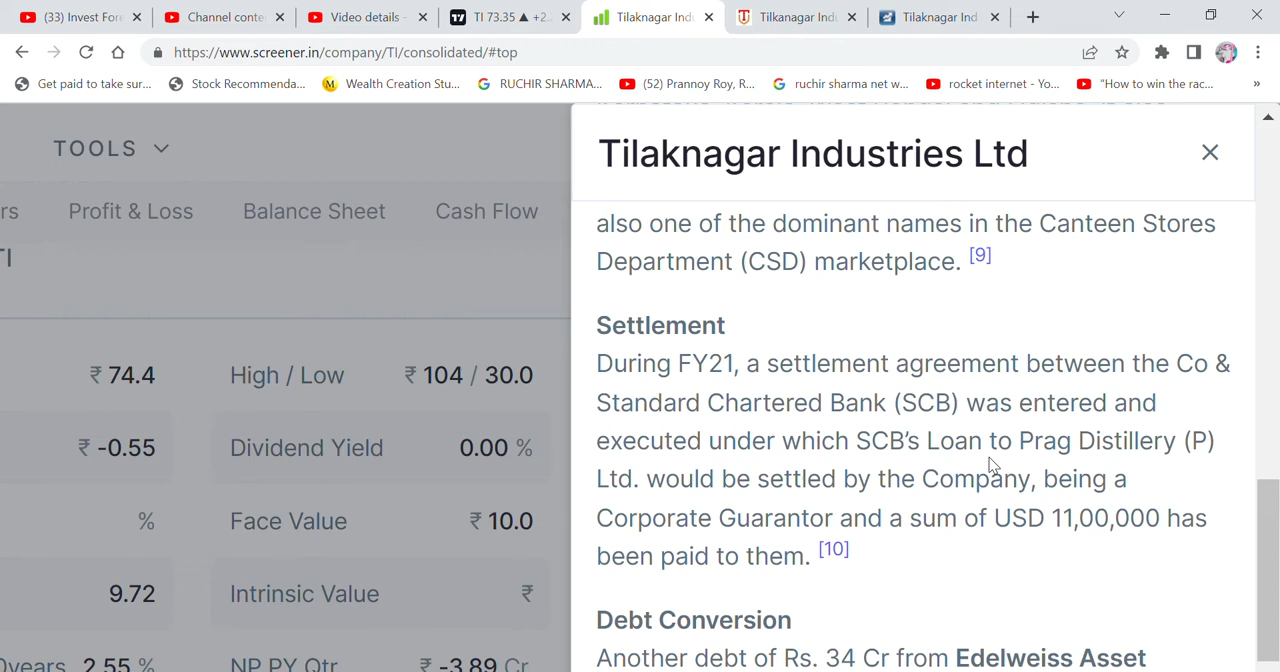 (33) Invest For
Channel conte
Video details -
TI 73.35 ▲ +2.
Tilaknagar Indu
Tilkanagar Indu
Tilaknagar Ind
https://www.screener.in/company/TI/consolidated/#top
Get paid to take sur...
Stock Recommenda...
Wealth Creation Stu...
RUCHIR SHARMA...
(52) Prannoy Roy, R...
ruchir sharma net w...
rocket internet - Yo...
"How to win the rac...
»
TOOLS
rs
Profit & Loss
Balance Sheet
Cash Flow
TI
₹ 74.4
High / Low
₹ 104 / 30.0
₹ -0.55
Dividend Yield
0.00 %
%
Face Value
₹ 10.0
9.72
Intrinsic Value
₹
0years 2.55 %
NP PY Qtr
₹ -3.89 Cr
Tilaknagar Industries Ltd
also one of the dominant names in the Canteen Stores
Department (CSD) marketplace. [9]
Settlement
During FY21, a settlement agreement between the Co &
Standard Chartered Bank (SCB) was entered and
executed under which SCB's Loan to Prag Distillery (P)
Ltd. would be settled by the Company, being a
Corporate Guarantor and a sum of USD 11,00,000 has
been paid to them. [10]
Debt Conversion
Another debt of Rs. 34 Cr from Edelweiss Asset